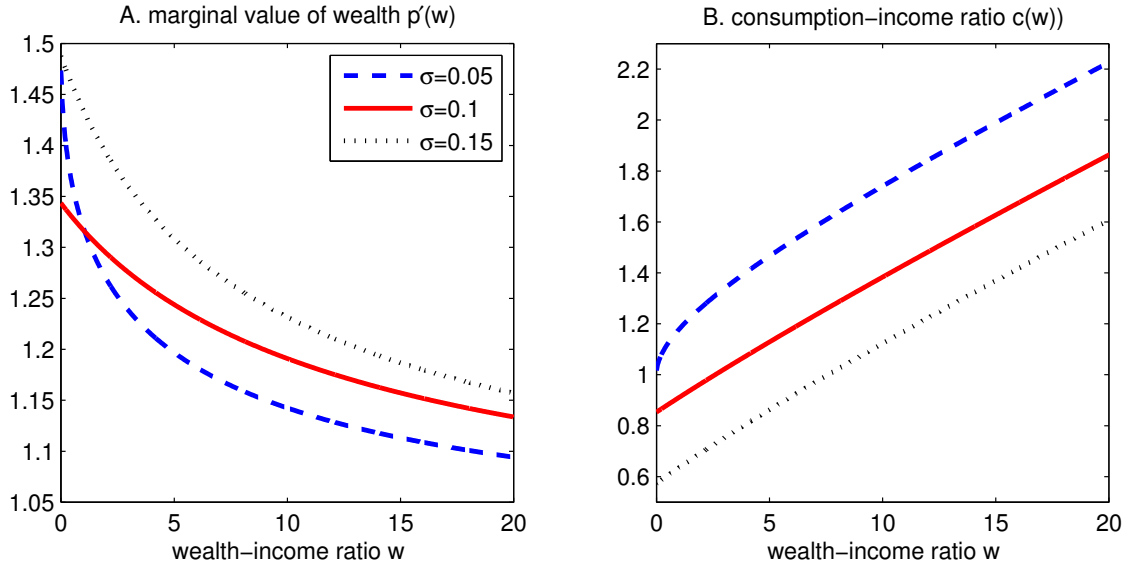 A. marginal value of wealth p′(w)
1.5
1.45
1.4
1.35
1.3
1.25
1.2
1.15
1.1
1.05
σ=0.05
σ=0.1
σ=0.15
0 5 10 15 20
wealth−income ratio w
B. consumption−income ratio c(w))
2.2
2
1.8
1.6
1.4
1.2
1
0.8
0.6
0 5 10 15 20
wealth−income ratio w